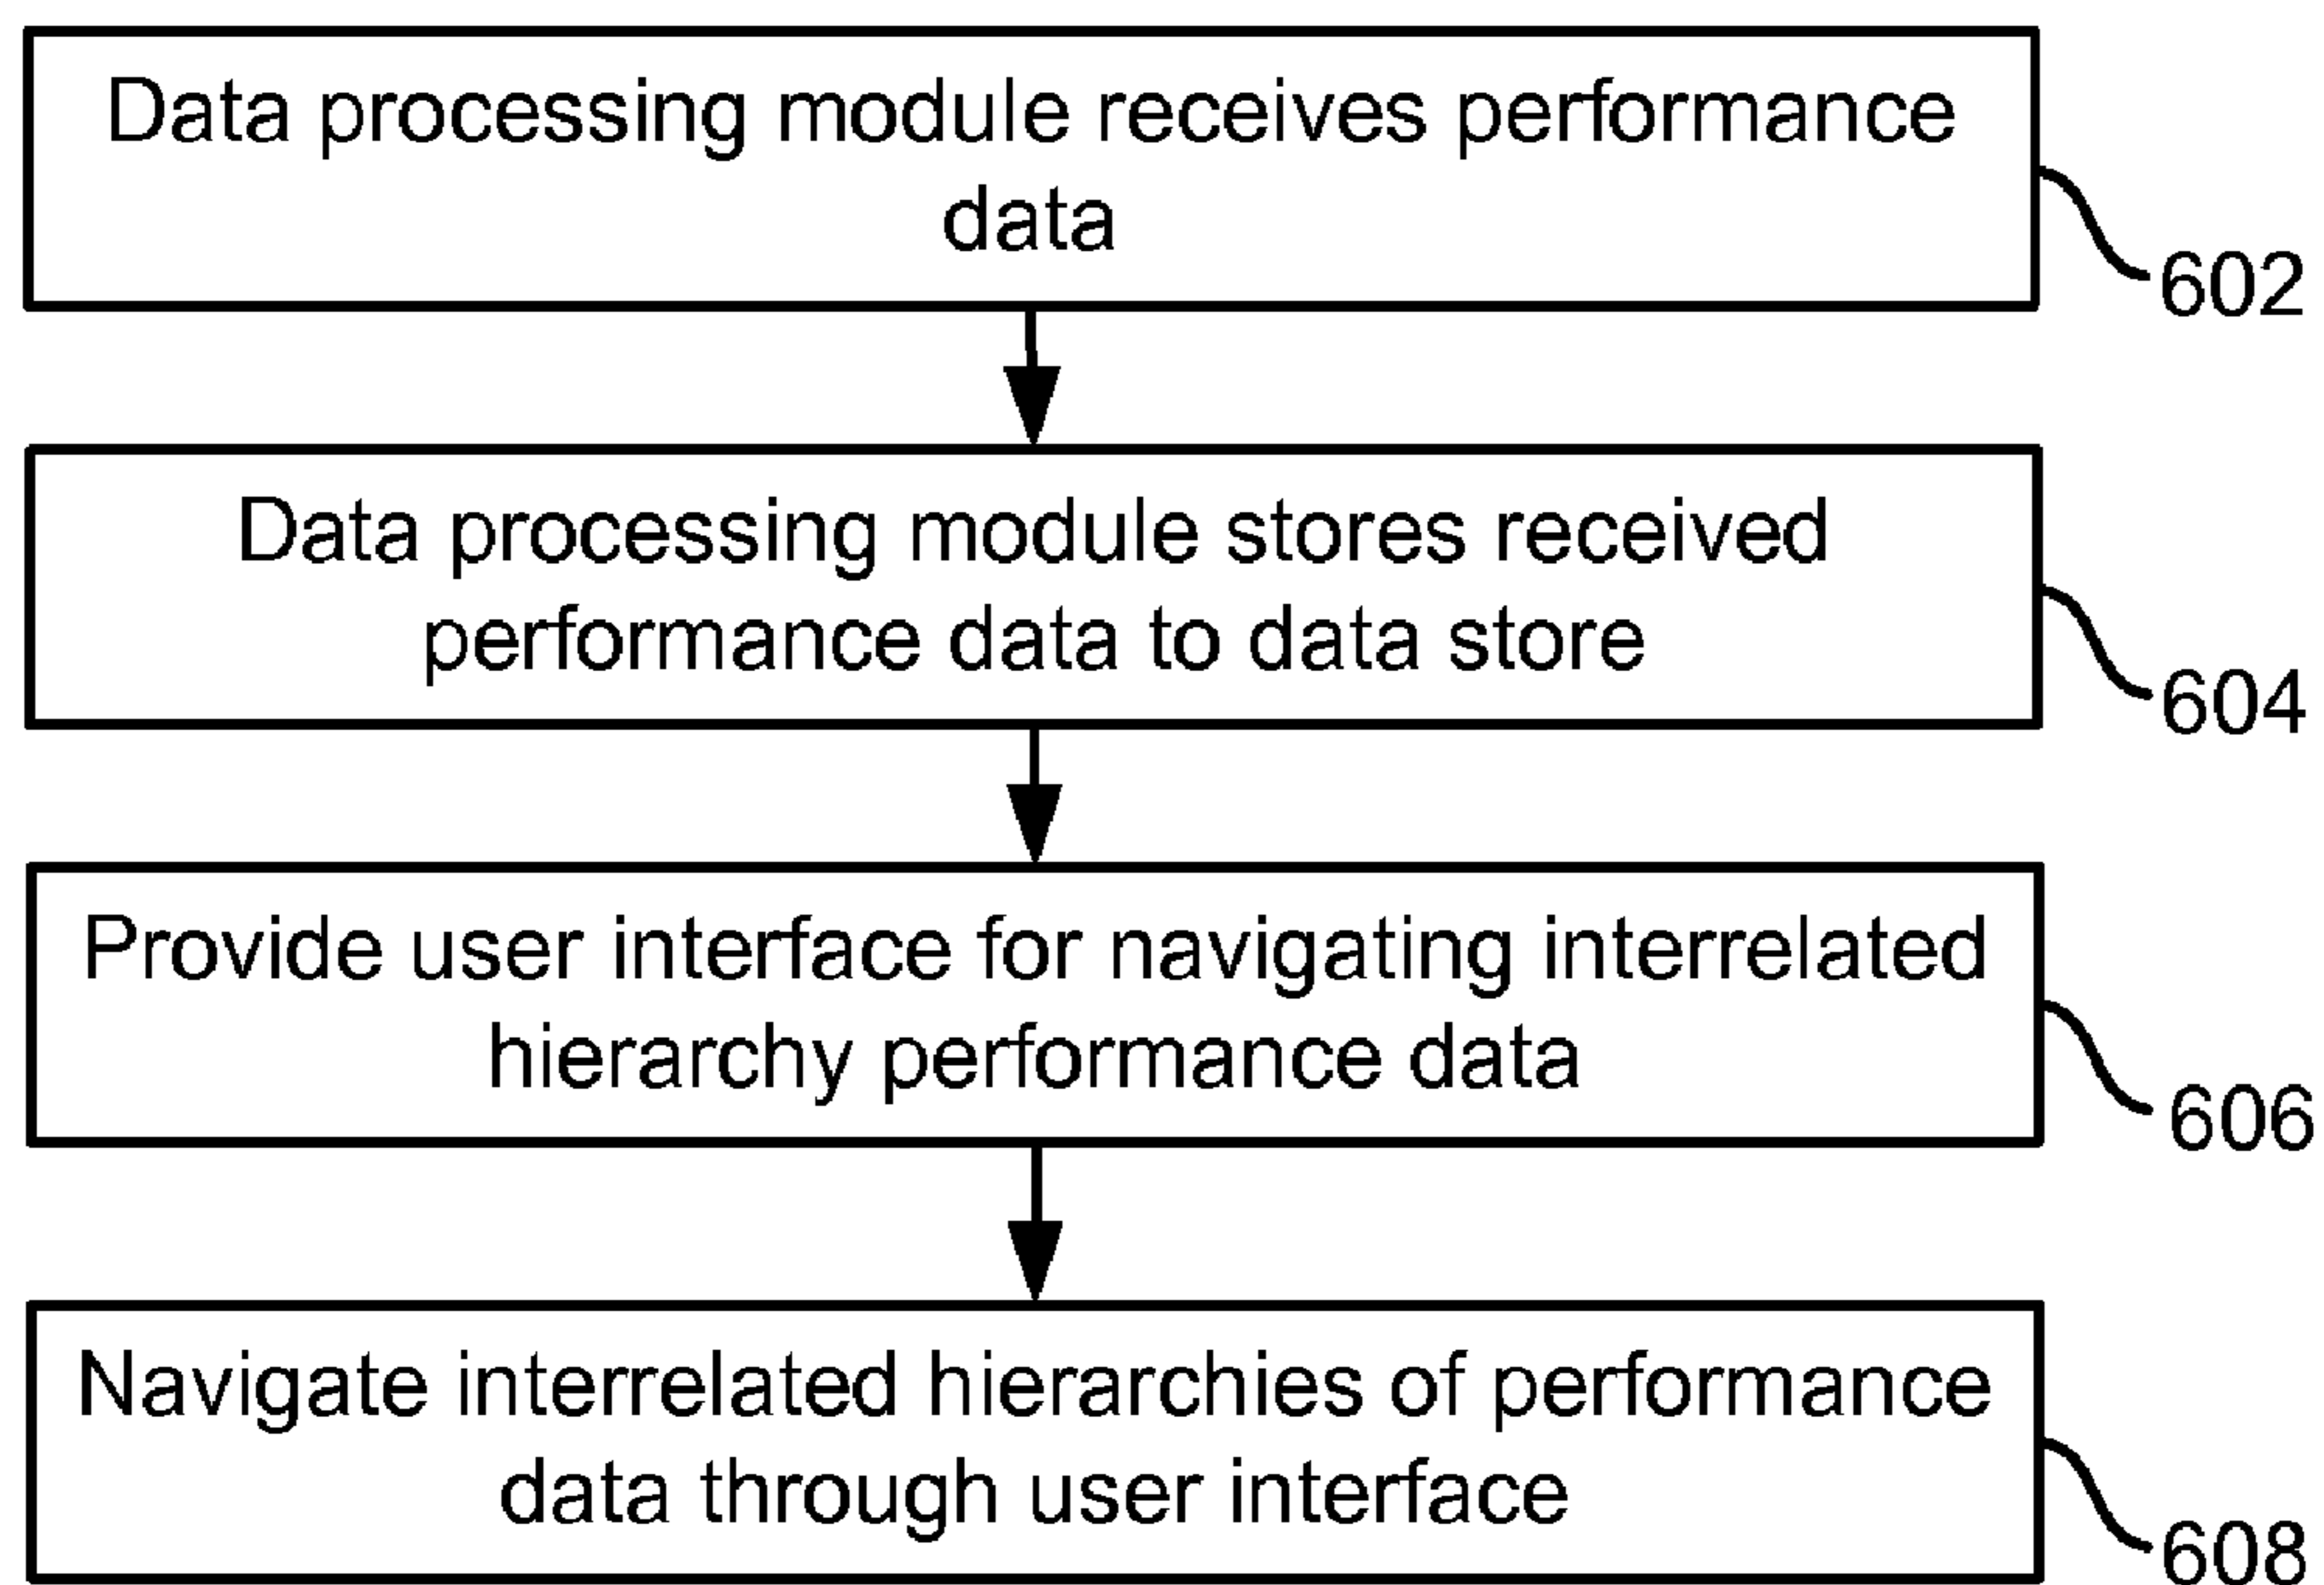 Data processing module receives performance
data
602
Data processing module stores received
performance data to data store
604
Provide user interface for navigating interrelated
hierarchy performance data
606
Navigate interrelated hierarchies of performance
data through user interface
608